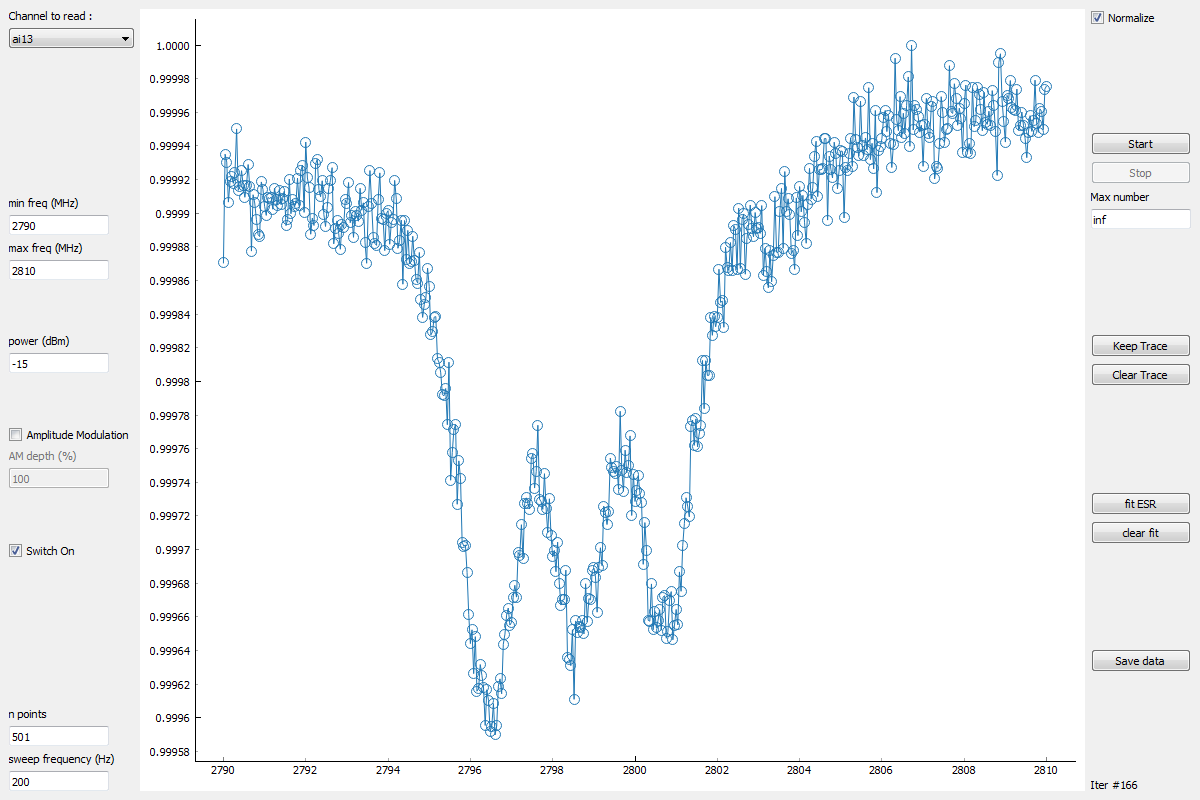 Channel to read :
ai13
min freq (MHz)
2790
max freq (MHz)
2810
power (dBm)
-15
Amplitude Modulation
AM depth (%)
100
Switch On
n points
501
sweep frequency (Hz)
200
1.0000
0.99998
0.99996
0.99994
0.99992
0.9999
0.99988
0.99986
0.99984
0.99982
0.9998
0.99978
0.99976
0.99974
0.99972
0.9997
0.99968
0.99966
0.99964
0.99962
0.9996
0.99958
2790 2792 2794 2796 2798 2800 2802 2804 2806 2808 2810
Normalize
Start
Stop
Max number
inf
Keep Trace
Clear Trace
fit ESR
clear fit
Save data
Iter #166